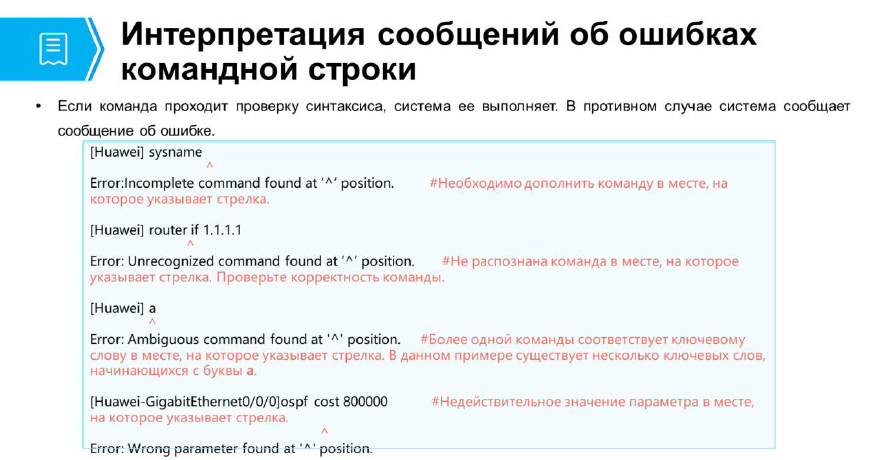 Интерпретация сообщений об ошибках
командной строки
• Если команда проходит проверку синтаксиса, система ее выполняет. В противном случае система сообщает
сообщение об ошибке.
[Huawei] sysname
^
Error:Incomplete command found at ‘^’ position. #Необходимо дополнить команду в месте, на
которое указывает стрелка.
[Huawei] router if 1.1.1.1
^
Error: Unrecognized command found at ‘^’ position. #Не распознана команда в месте, на которое
указывает стрелка. Проверьте корректность команды.
[Huawei] a
^
Error: Ambiguous command found at '^' position. #Более одной команды соответствует ключевому
слову в месте, на которое указывает стрелка. В данном примере существует несколько ключевых слов,
начинающихся с буквы a.
[Huawei-GigabitEthernet0/0/0]ospf cost 800000 #Недействительное значение параметра в месте,
на которое указывает стрелка.
^
Error: Wrong parameter found at '^' position.